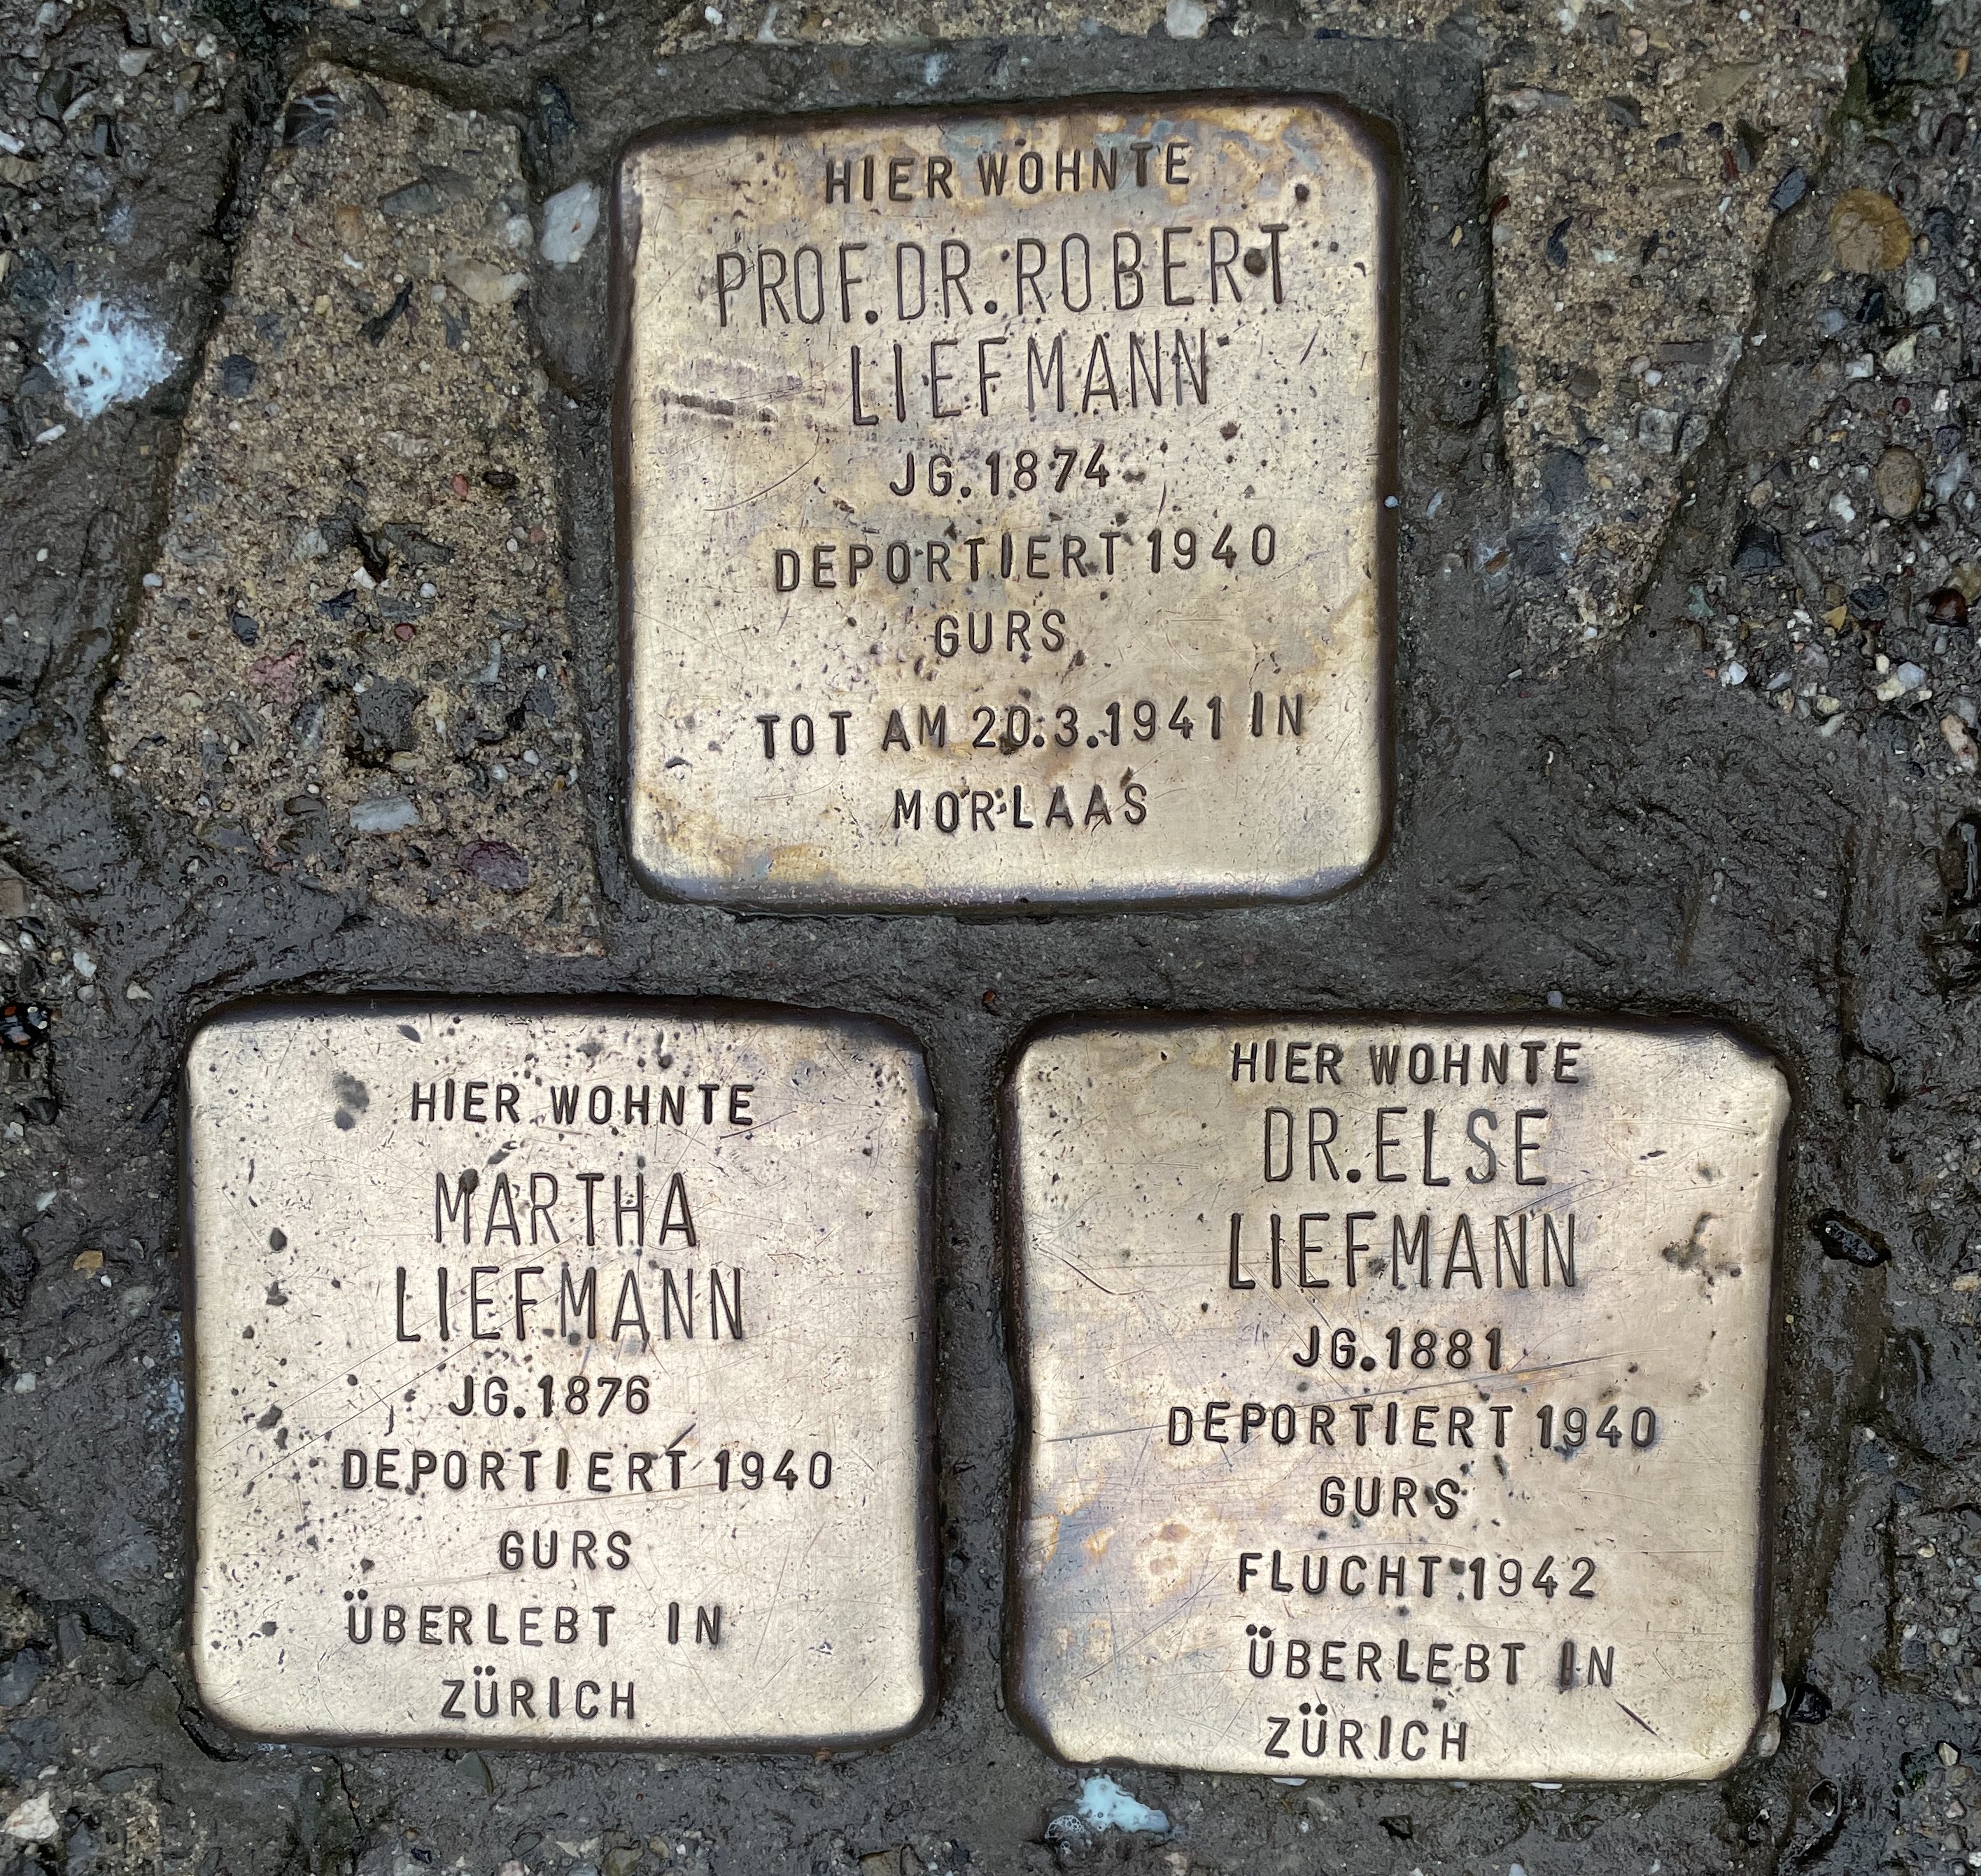 HIER WOHNTE
PROF. DR. ROBERT
LIEFMANN
JG. 1874
DEPORTIERT 1940
GURS
TOT AM 20.3.1941 IN
MORLAAS
HIER WOHNTE
MARTHA
LIEFMANN
JG. 1876
DEPORTIERT 1940
GURS
ÜBERLEBT IN
ZÜRICH
HIER WOHNTE
DR. ELSE
LIEFMANN
JG. 1881
DEPORTIERT 1940
GURS
FLUCHT 1942
ÜBERLEBT IN
ZÜRICH